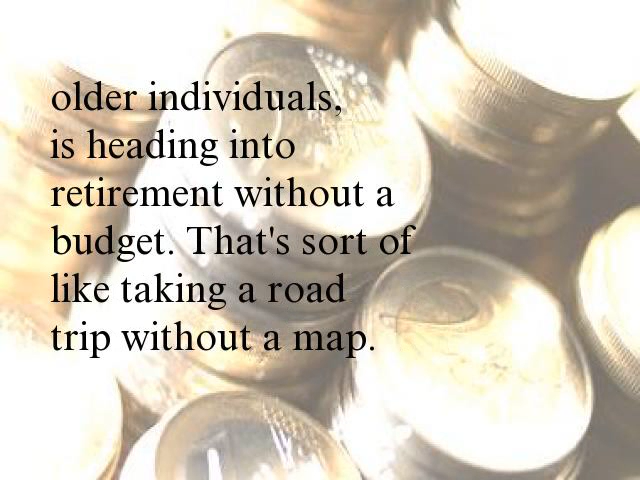 older individuals,
is heading into
retirement without a
budget. That's sort of
like taking a road
trip without a map.